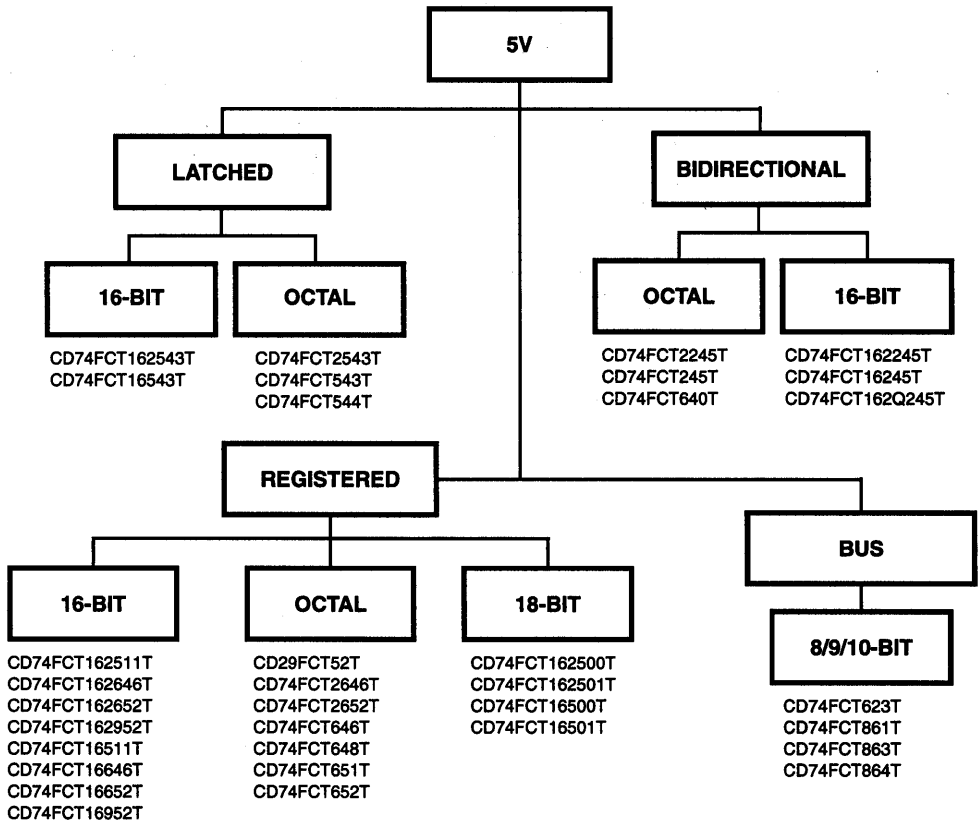 5V
LATCHED
BIDIRECTIONAL
16-BIT
OCTAL
OCTAL
16-BIT
CD74FCT162543T
CD74FCT16543T
CD74FCT2543T
CD74FCT543T
CD74FCT544T
CD74FCT2245T
CD74FCT245T
CD74FCT640T
CD74FCT162245T
CD74FCT16245T
CD74FCT162Q245T
REGISTERED
BUS
16-BIT
OCTAL
18-BIT
8/9/10-BIT
CD74FCT162511T
CD74FCT162646T
CD74FCT162652T
CD74FCT162952T
CD74FCT16511T
CD74FCT16646T
CD74FCT16652T
CD74FCT16952T
CD29FCT52T
CD74FCT2646T
CD74FCT2652T
CD74FCT646T
CD74FCT648T
CD74FCT651T
CD74FCT652T
CD74FCT162500T
CD74FCT162501T
CD74FCT16500T
CD74FCT16501T
CD74FCT623T
CD74FCT861T
CD74FCT863T
CD74FCT864T